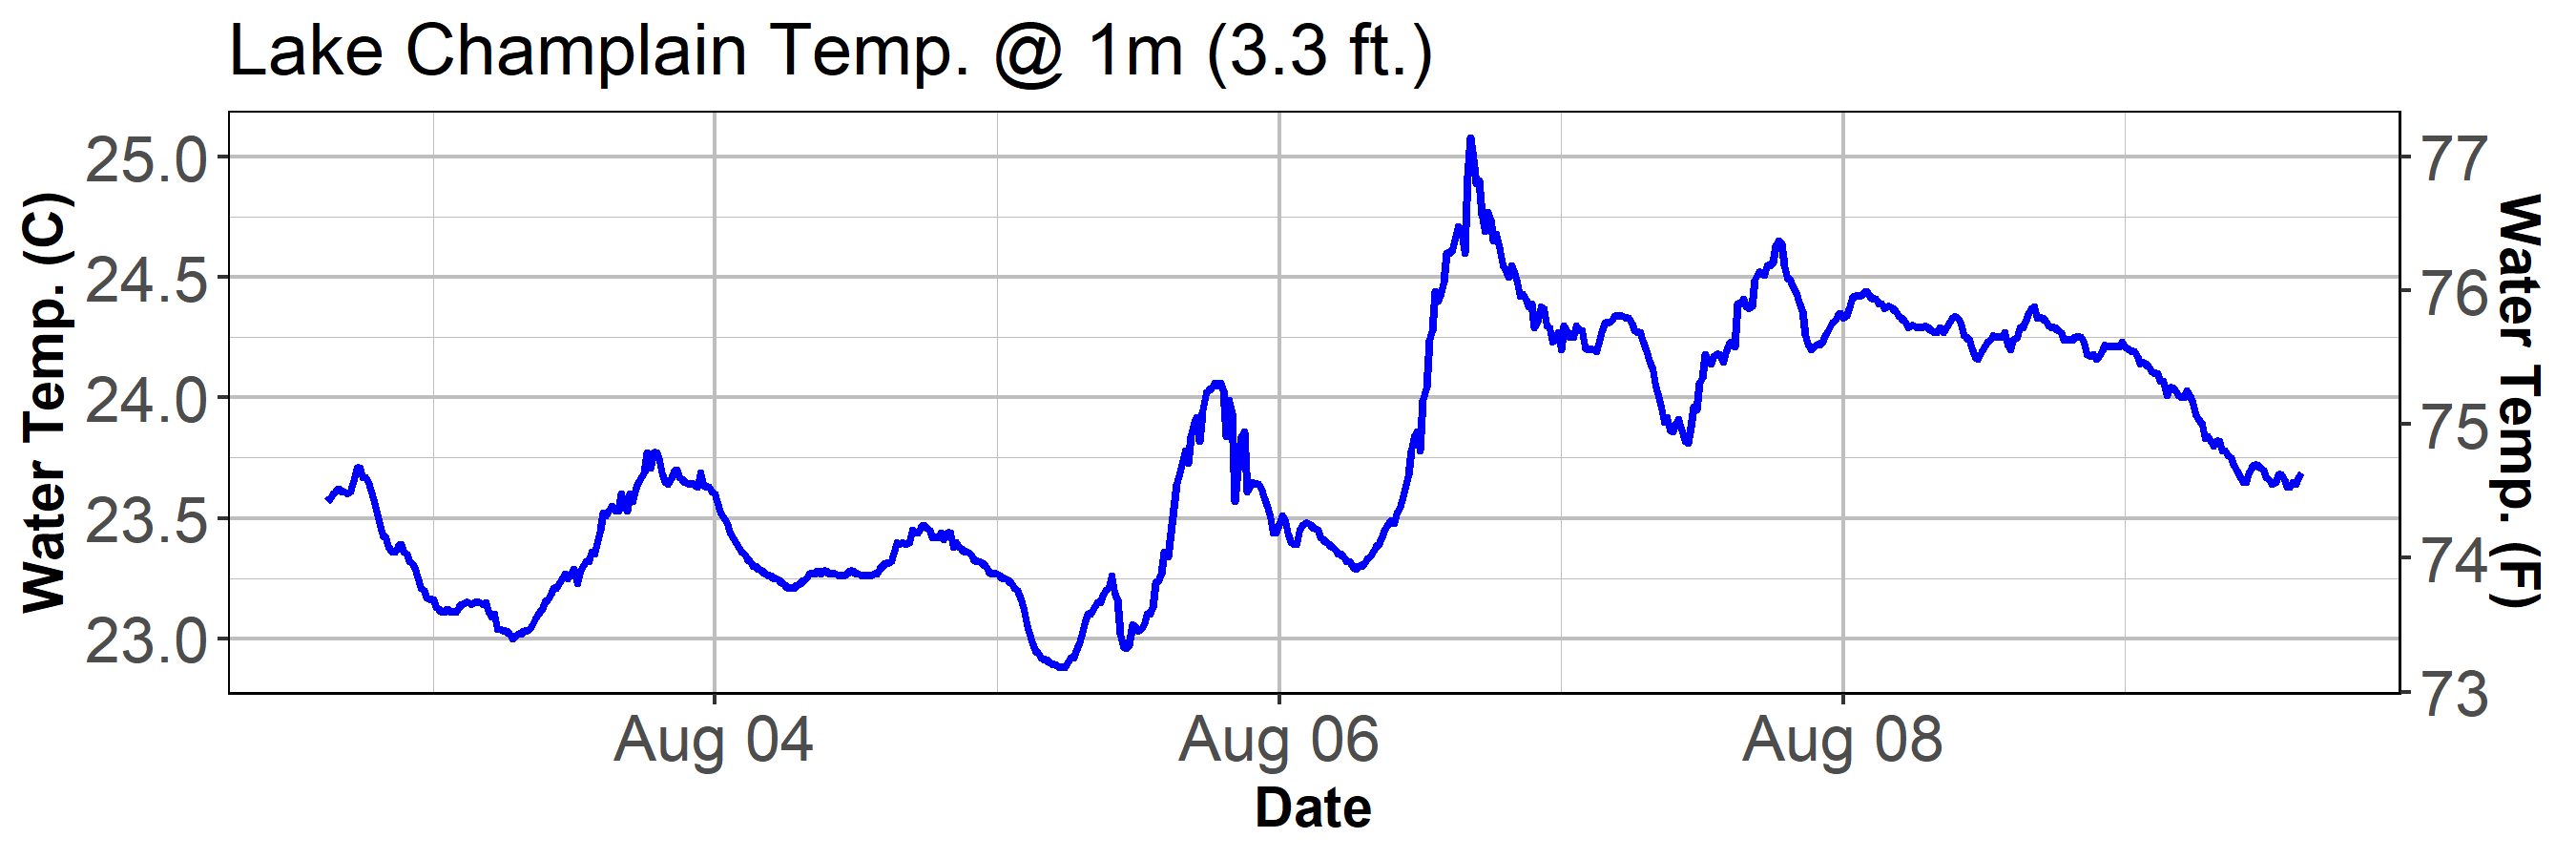 Lake Champlain Temp. @ 1m (3.3 ft.)
Water Temp. (C)
25.0
24.5
24.0
23.5
23.0
77
76
75
74
73
Water Temp. (F)
Aug 04
Aug 06
Aug 08
Date